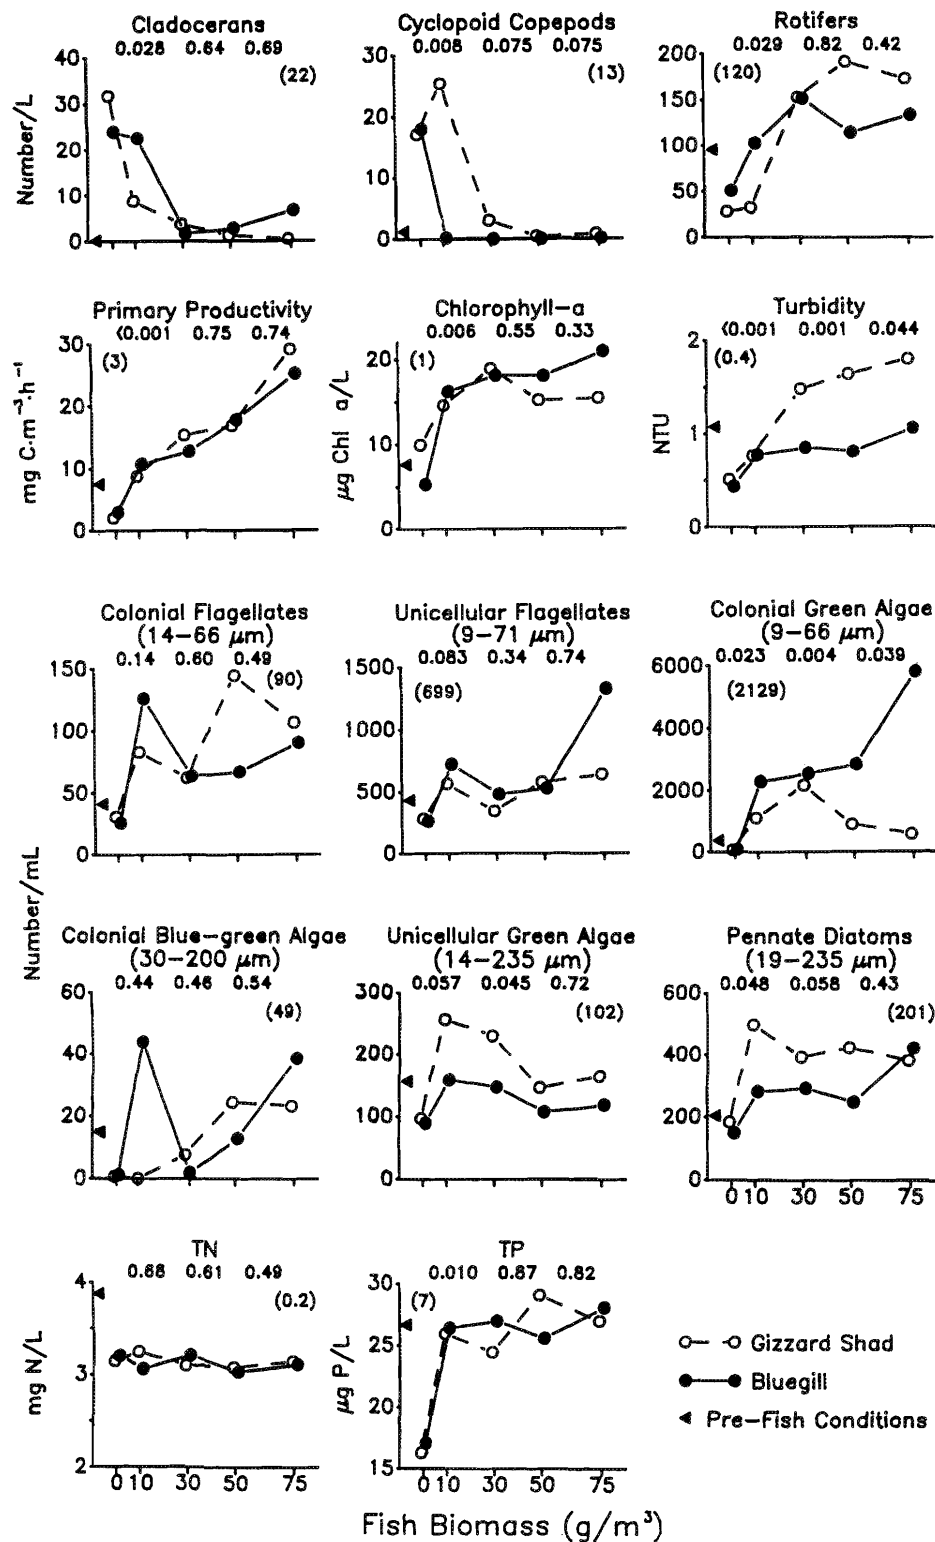 Cladocerans
0.028 0.64 0.69
(22)
40
30
20
10
0
Number/L
Cyclopoid Copepods
0.008 0.075 0.075
(13)
30
20
10
0
Rotifers
0.029 0.82 0.42
(120)
200
150
100
50
0
Primary Productivity
<0.001 0.75 0.74
(3)
30
20
10
0
mg C·m⁻³·h⁻¹
Chlorophyll-a
0.006 0.55 0.33
(1)
20
10
0
µg Chl a/L
Turbidity
<0.001 0.001 0.044
(0.4)
2
1
0
NTU
Colonial Flagellates
(14-66 µm)
0.14 0.60 0.49
(90)
150
100
50
0
Number/mL
Unicellular Flagellates
(9-71 µm)
0.083 0.34 0.74
(699)
1500
1000
500
0
Colonial Green Algae
(9-66 µm)
0.023 0.004 0.039
(2129)
6000
4000
2000
0
Colonial Blue-green Algae
(30-200 µm)
0.44 0.46 0.54
(49)
60
40
20
0
Unicellular Green Algae
(14-235 µm)
0.057 0.045 0.72
(102)
300
200
100
0
Pennate Diatoms
(19-235 µm)
0.048 0.058 0.43
(201)
600
400
200
0
0 10 30 50 75
TN
0.68 0.61 0.49
(0.2)
4
3
2
mg N/L
0 10 30 50 75
TP
0.010 0.87 0.82
(7)
30
25
20
15
µg P/L
0 10 30 50 75
Gizzard Shad
Bluegill
Pre-Fish Conditions
Fish Biomass (g/m³)